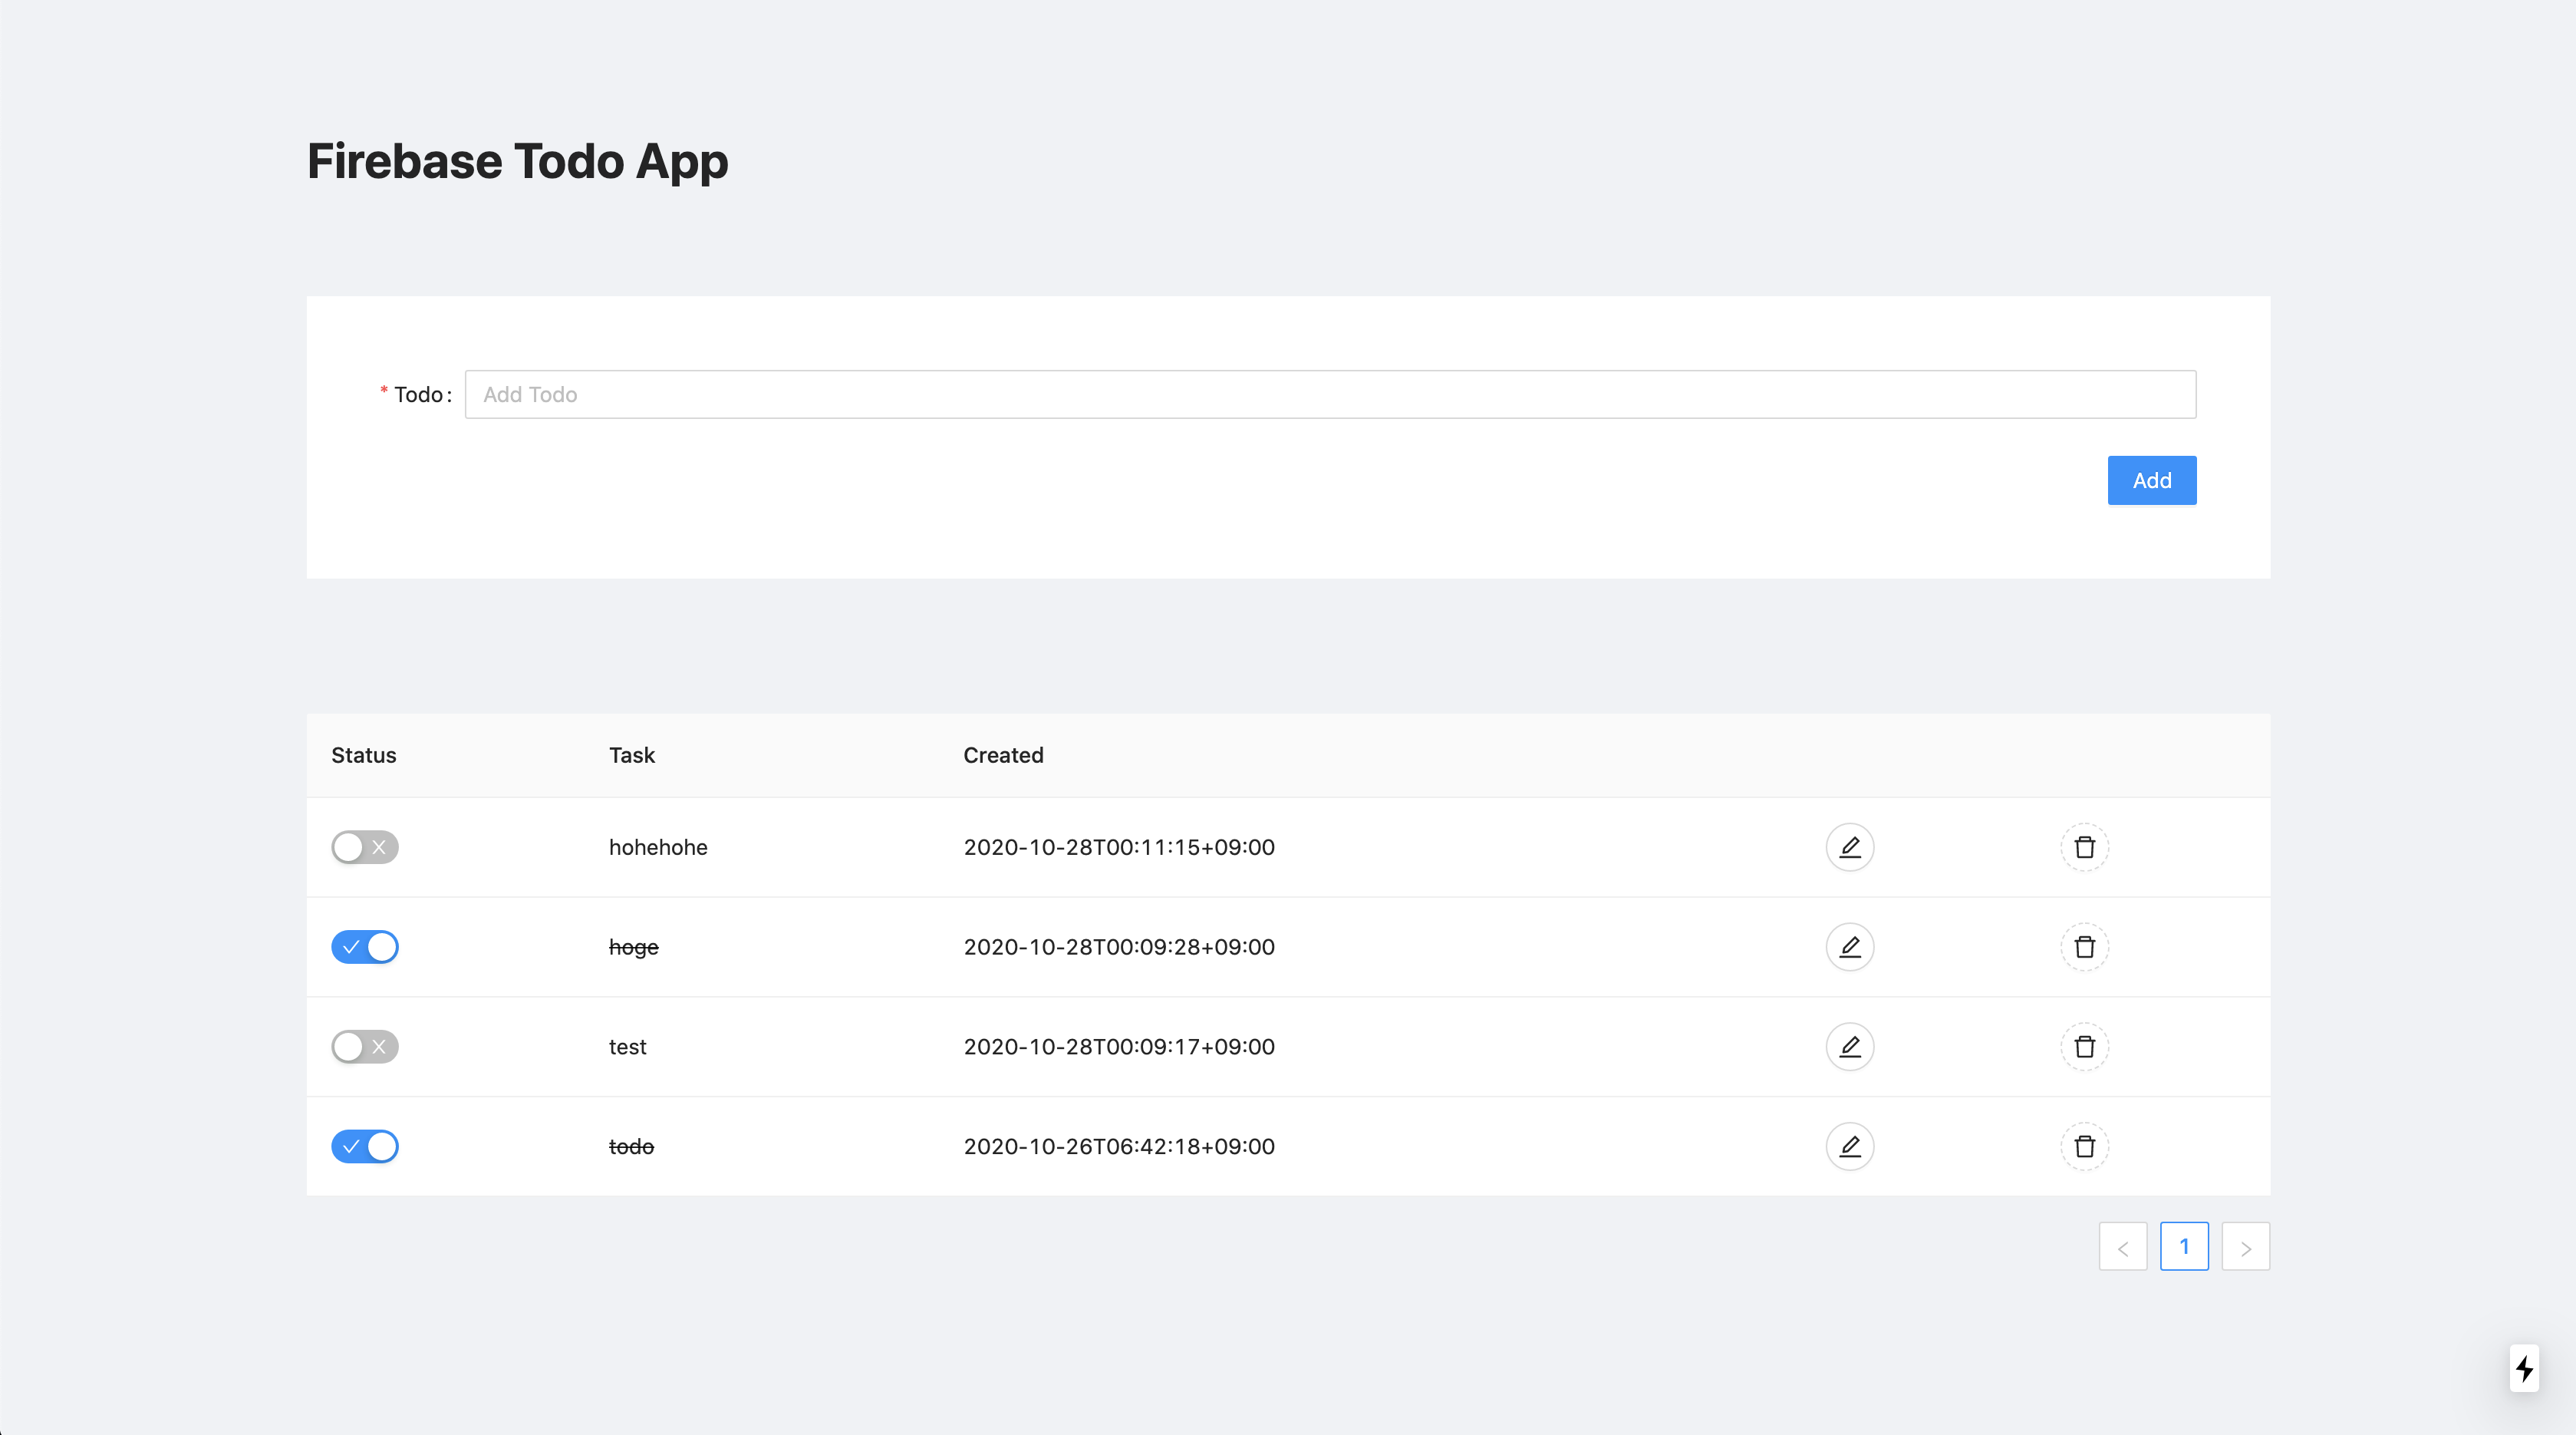 Firebase Todo App
* Todo:
Add Todo
Add
Status Task Created
hohehohe 2020-10-28T00:11:15+09:00
hoge 2020-10-28T00:09:28+09:00
test 2020-10-28T00:09:17+09:00
todo 2020-10-26T06:42:18+09:00
< 1 >